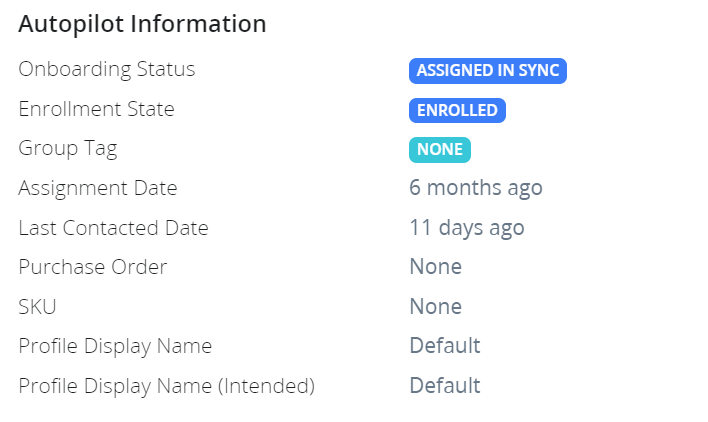 Autopilot Information
Onboarding Status ASSIGNED IN SYNC
Enrollment State ENROLLED
Group Tag NONE
Assignment Date 6 months ago
Last Contacted Date 11 days ago
Purchase Order None
SKU None
Profile Display Name Default
Profile Display Name (Intended) Default